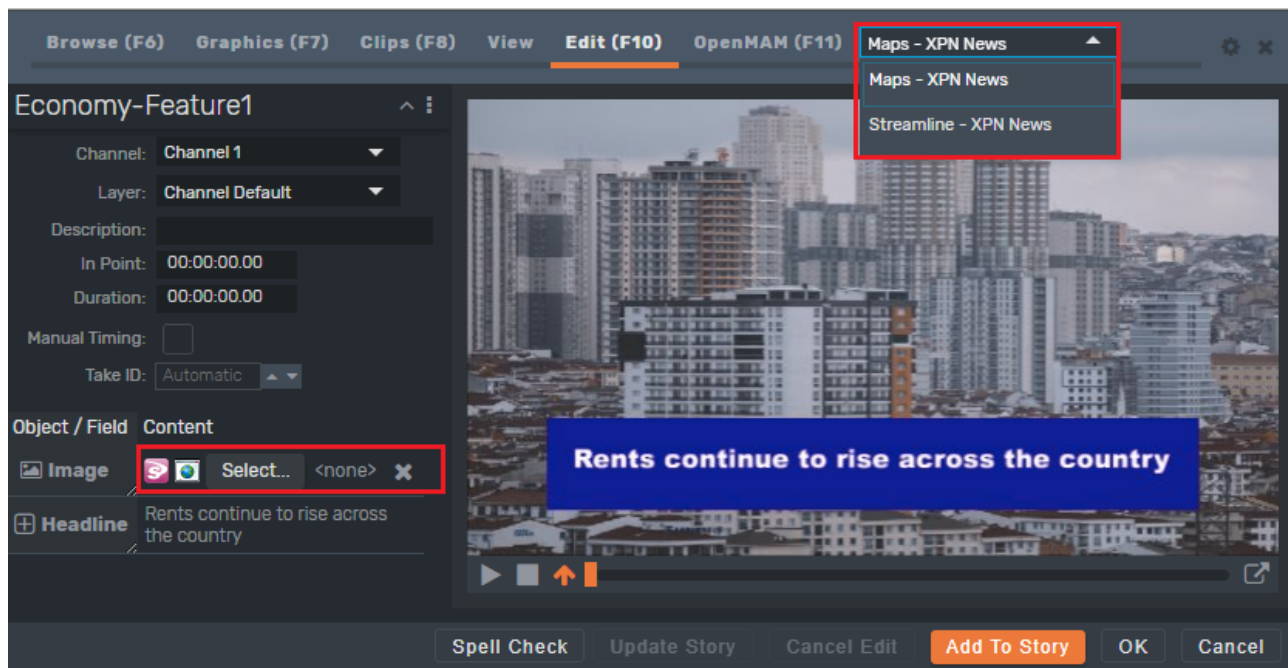 Browse (F6) Graphics (F7) Clips (F8) View Edit (F10) OpenMAM (F11) Maps - XPN News
Maps - XPN News
Streamline - XPN News
Economy-Feature1
Channel: Channel 1
Layer: Channel Default
Description:
In Point: 00:00:00.00
Duration: 00:00:00.00
Manual Timing:
Take ID: Automatic
Object / Field Content
Image Select... <none>
Headline Rents continue to rise across
the country
Rents continue to rise across the country
Spell Check Update Story Cancel Edit Add To Story OK Cancel